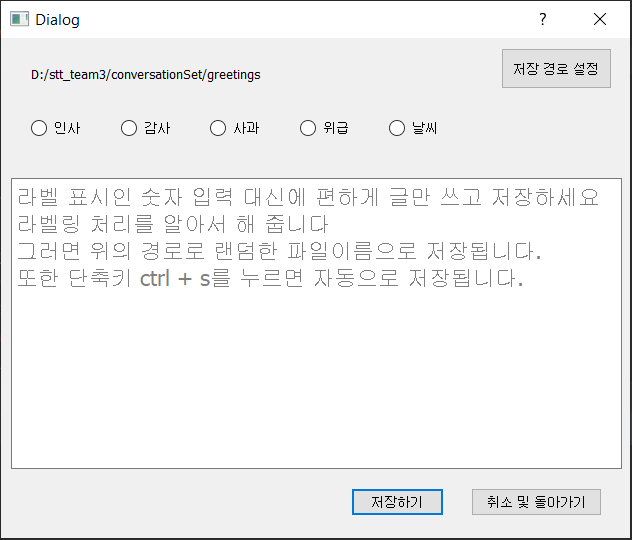 Dialog
?
D:/stt_team3/conversationSet/greetings
저장 경로 설정
인사 감사 사과 위급 날씨
라벨 표시인 숫자 입력 대신에 편하게 글만 쓰고 저장하세요
라벨링 처리를 알아서 해 줍니다
그러면 위의 경로로 랜덤한 파일이름으로 저장됩니다.
또한 단축키 ctrl + s를 누르면 자동으로 저장됩니다.
저장하기 취소 및 돌아가기